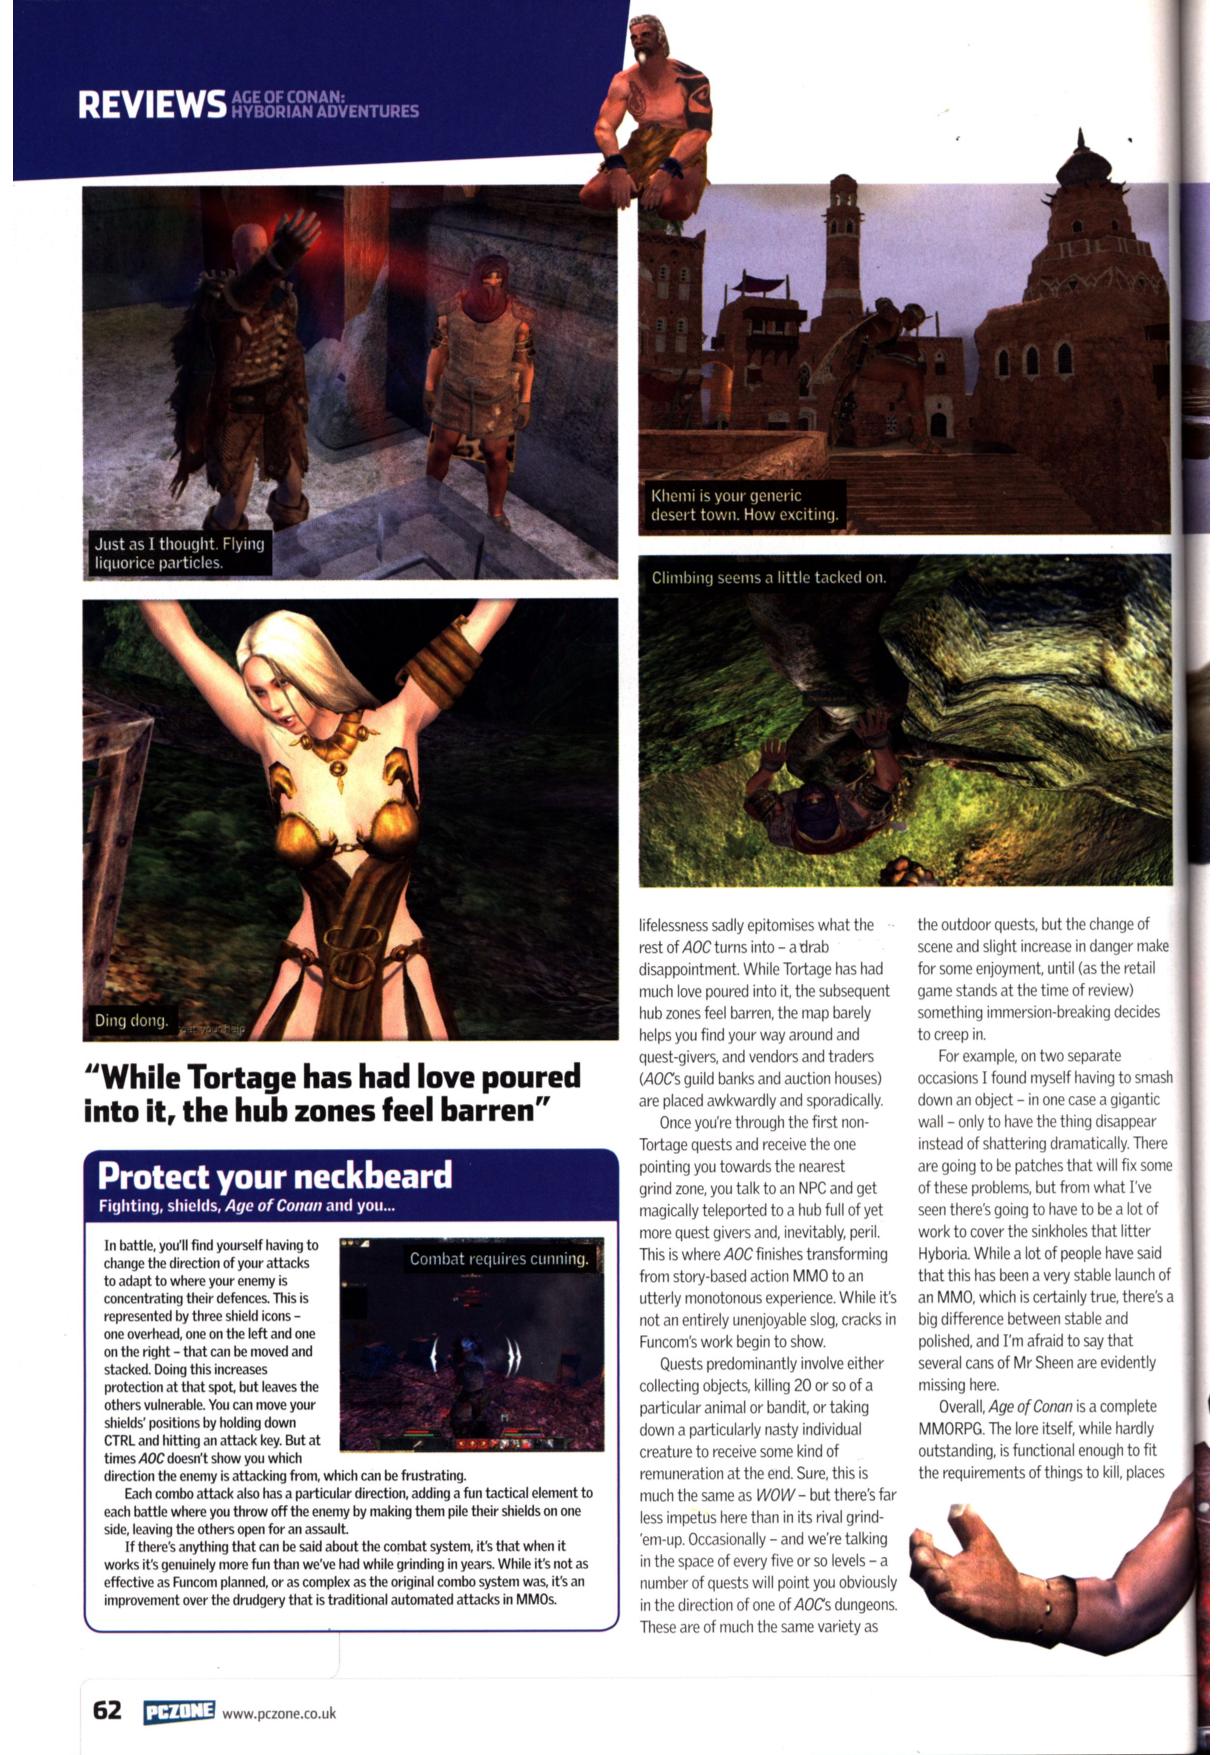 REVIEWS
AGE OF CONAN:
HYBORIAN ADVENTURES
Just as I thought. Flying
liquorice particles.
Khemi is your generic
desert town. How exciting.
Climbing seems a little tacked on.
Ding dong.
"While Tortage has had love poured
into it, the hub zones feel barren"
Protect your neckbeard
Fighting, shields, Age of Conan and you...
In battle, you'll find yourself having to
change the direction of your attacks
to adapt to where your enemy is
concentrating their defences. This is
represented by three shield icons –
one overhead, one on the left and one
on the right – that can be moved and
stacked. Doing this increases
protection at that spot, but leaves the
others vulnerable. You can move your
shields' positions by holding down
CTRL and hitting an attack key. But at
times AOC doesn't show you which
direction the enemy is attacking from, which can be frustrating.
Each combo attack also has a particular direction, adding a fun tactical element to
each battle where you throw off the enemy by making them pile their shields on one
side, leaving the others open for an assault.
If there's anything that can be said about the combat system, it's that when it
works it's genuinely more fun than we've had while grinding in years. While it's not as
effective as Funcom planned, or as complex as the original combo system was, it's an
improvement over the drudgery that is traditional automated attacks in MMOs.
Combat requires cunning.
lifelessness sadly epitomises what the
rest of AOC turns into – a drab
disappointment. While Tortage has had
much love poured into it, the subsequent
hub zones feel barren, the map barely
helps you find your way around and
quest-givers, and vendors and traders
(AOC's guild banks and auction houses)
are placed awkwardly and sporadically.
Once you're through the first non-
Tortage quests and receive the one
pointing you towards the nearest
grind zone, you talk to an NPC and get
magically teleported to a hub full of yet
more quest givers and, inevitably, peril.
This is where AOC finishes transforming
from story-based action MMO to an
utterly monotonous experience. While it's
not an entirely unenjoyable slog, cracks in
Funcom's work begin to show.
Quests predominantly involve either
collecting objects, killing 20 or so of a
particular animal or bandit, or taking
down a particularly nasty individual
creature to receive some kind of
remuneration at the end. Sure, this is
much the same as WOW – but there's far
less impetus here than in its rival grind-
'em-up. Occasionally – and we're talking
in the space of every five or so levels – a
number of quests will point you obviously
in the direction of one of AOC's dungeons.
These are of much the same variety as
the outdoor quests, but the change of
scene and slight increase in danger make
for some enjoyment, until (as the retail
game stands at the time of review)
something immersion-breaking decides
to creep in.
For example, on two separate
occasions I found myself having to smash
down an object – in one case a gigantic
wall – only to have the thing disappear
instead of shattering dramatically. There
are going to be patches that will fix some
of these problems, but from what I've
seen there's going to have to be a lot of
work to cover the sinkholes that litter
Hyboria. While a lot of people have said
that this has been a very stable launch of
an MMO, which is certainly true, there's a
big difference between stable and
polished, and I'm afraid to say that
several cans of Mr Sheen are evidently
missing here.
Overall, Age of Conan is a complete
MMORPG. The lore itself, while hardly
outstanding, is functional enough to fit
the requirements of things to kill, places
62
PCZONE
www.pczone.co.uk